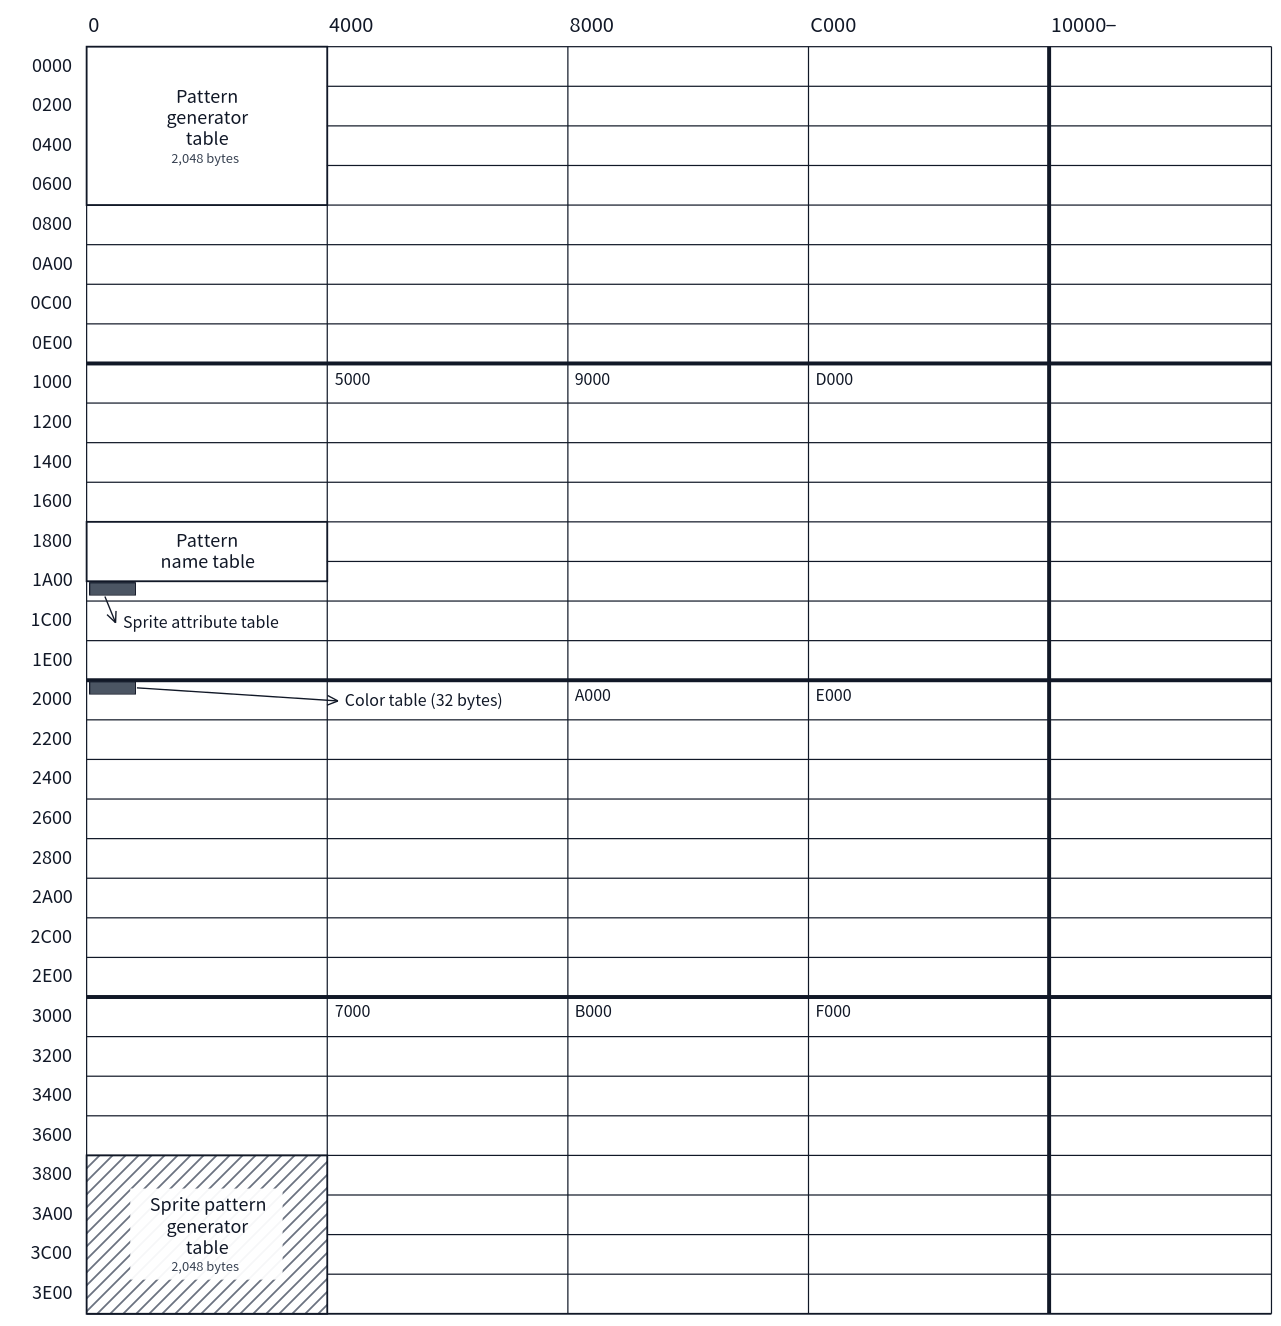 0 4000 8000 C000 10000–
0000
Pattern
generator
table
2,048 bytes
0200
0400
0600
0800
0A00
0C00
0E00
1000 5000 9000 D000
1200
1400
1600
1800
Pattern
name table
1A00
1C00 Sprite attribute table
1E00
2000 Color table (32 bytes) A000 E000
2200
2400
2600
2800
2A00
2C00
2E00
3000 7000 B000 F000
3200
3400
3600
3800
Sprite pattern
generator
table
2,048 bytes
3A00
3C00
3E00